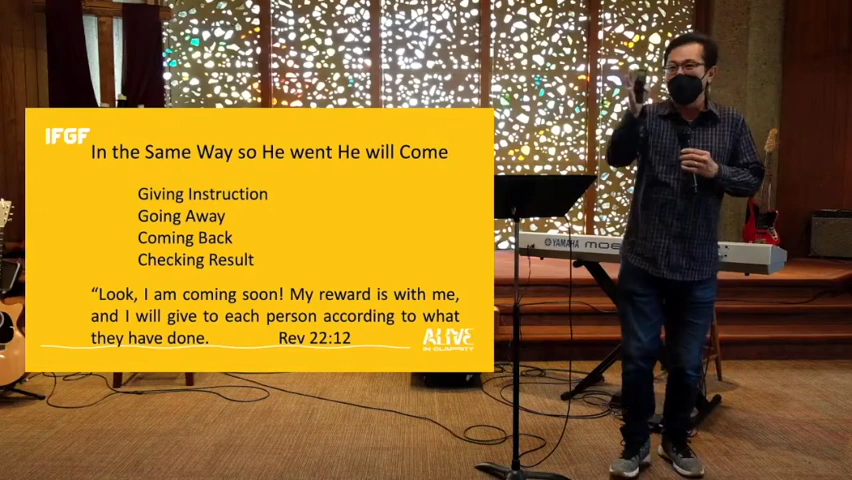 IFGF
In the Same Way so He went He will Come
Giving Instruction
Going Away
Coming Back
Checking Result
“Look, I am coming soon! My reward is with me,
and I will give to each person according to what
they have done. Rev 22:12
ALIVE
IN CLARITY
YAMAHA